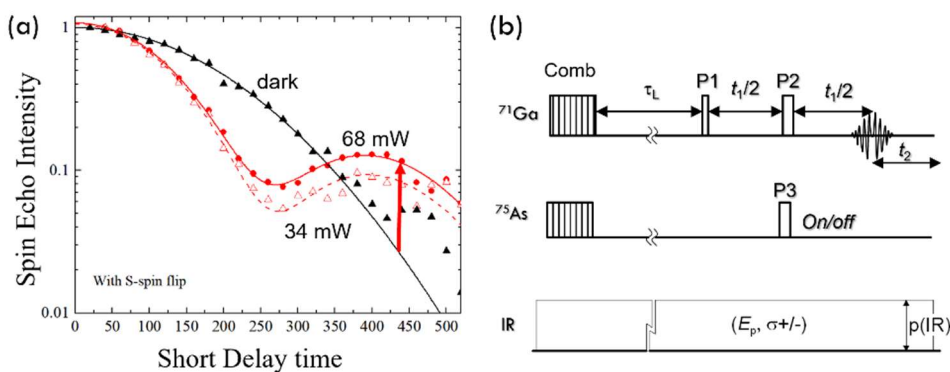 (a)
Spin Echo Intensity
1
0.1
0.01
dark
68 mW
34 mW
With S-spin flip
0 50 100 150 200 250 300 350 400 450 500
Short Delay time
(b)
Comb
τL
P1
t1/2
P2
t1/2
71Ga
t2
P3
75As
On/off
IR
(Ep, σ+/-)
p(IR)